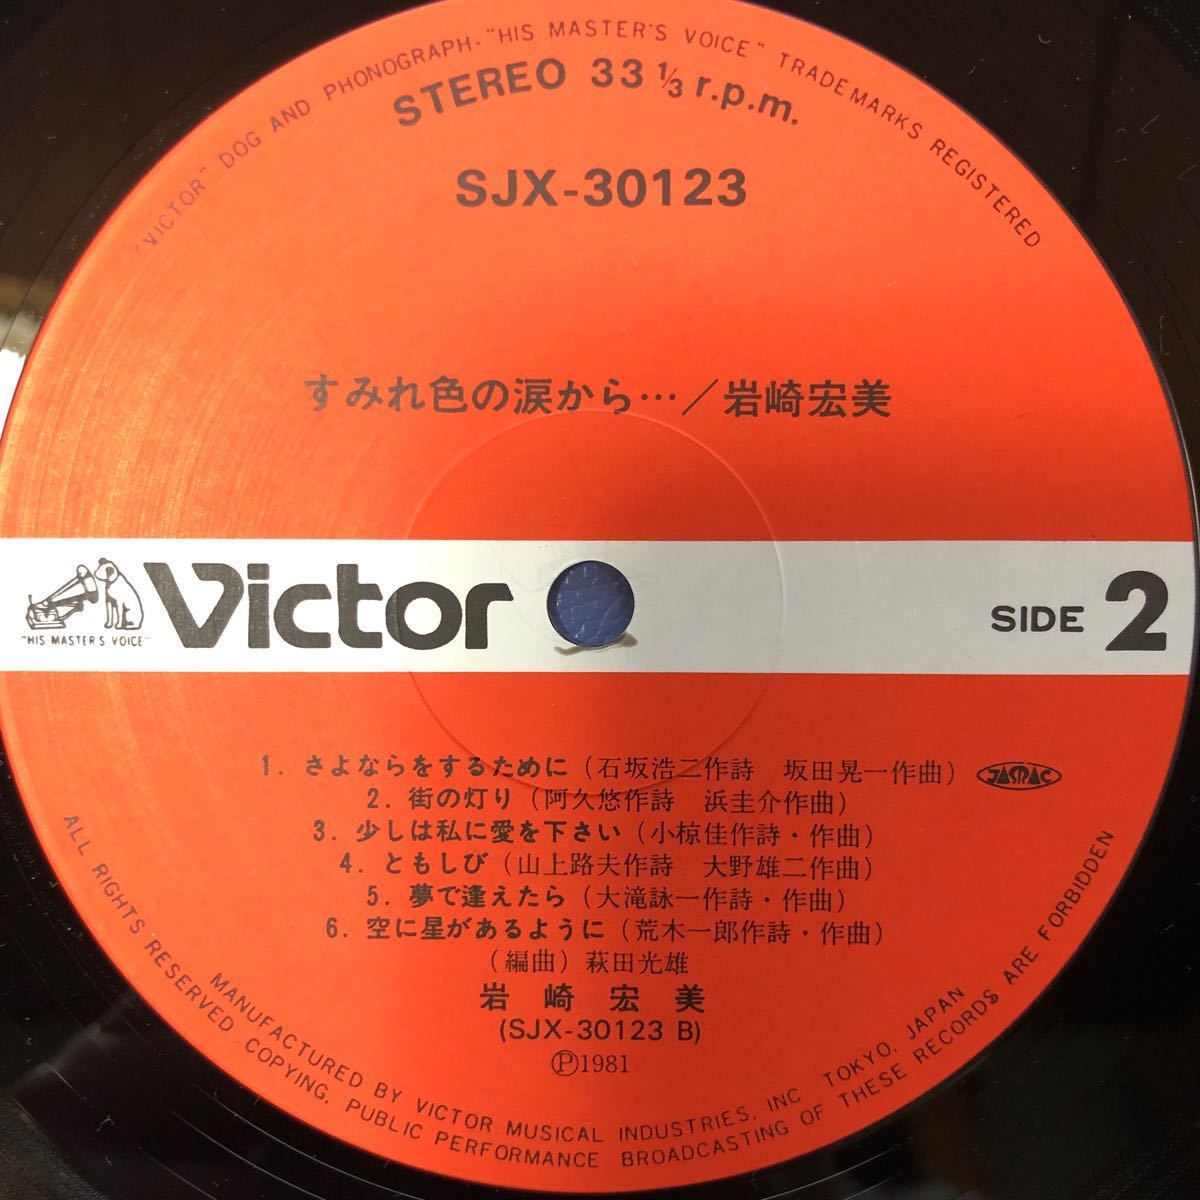 "VICTOR" DOG AND PHONOGRAPH・"HIS MASTER'S VOICE" TRADEMARKS REGISTERED
STEREO 33 1/3 r.p.m.
SJX-30123
すみれ色の涙から…／岩崎宏美
"HIS MASTER'S VOICE"
Victor
SIDE 2
1. さよならをするために（石坂浩二作詩 坂田晃一作曲） JASRAC
2. 街の灯り（阿久悠作詩 浜圭介作曲）
3. 少しは私に愛を下さい（小椋佳作詩・作曲）
4. ともしび（山上路夫作詩 大野雄二作曲）
5. 夢で逢えたら（大滝詠一作詩・作曲）
6. 空に星があるように（荒木一郎作詩・作曲）
（編曲）萩田光雄
岩崎宏美
(SJX-30123 B)
Ⓟ1981
MANUFACTURED BY VICTOR MUSICAL INDUSTRIES, INC TOKYO, JAPAN
ALL RIGHTS RESERVED COPYING, PUBLIC PERFORMANCE BROADCASTING OF THESE RECORDS ARE FORBIDDEN